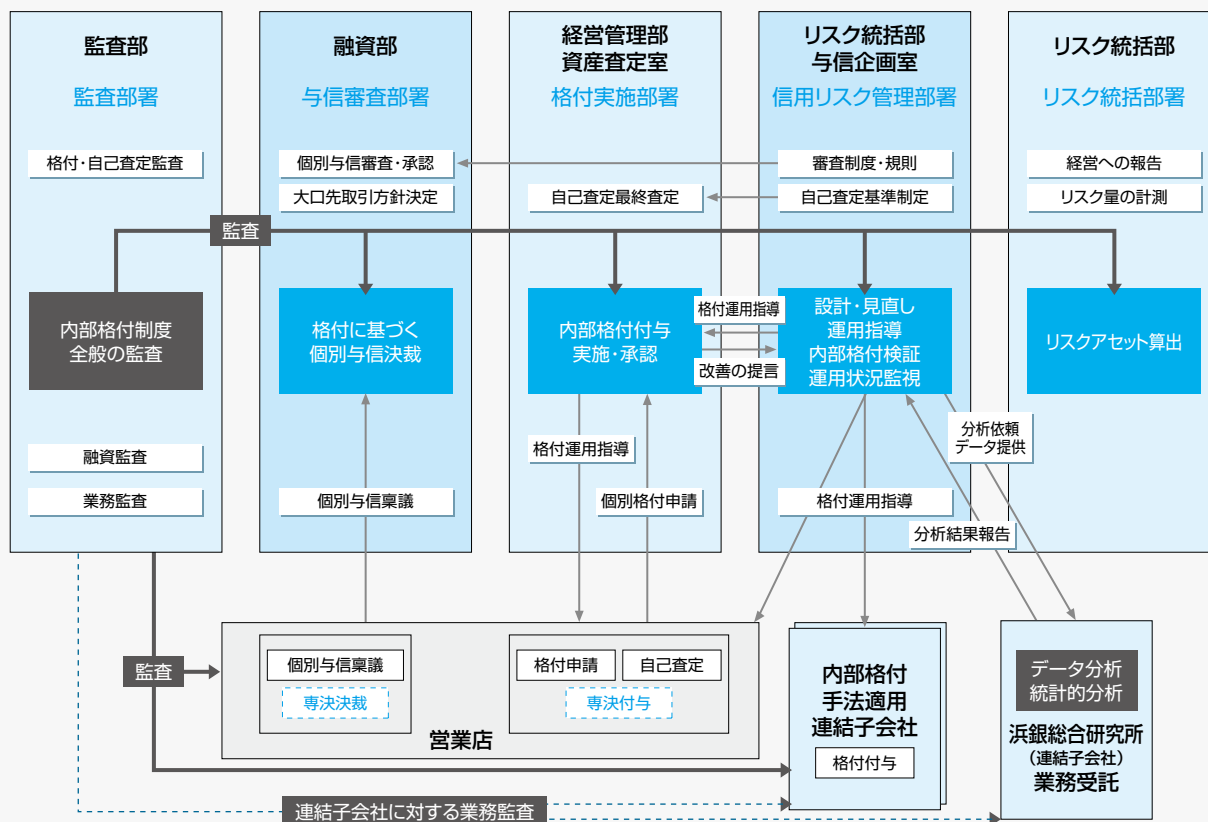 監査部
監査部署
格付・自己査定監査
監査
内部格付制度
全般の監査
融資監査
業務監査
融資部
与信審査部署
個別与信審査・承認
大口先取引方針決定
格付に基づく
個別与信決裁
個別与信稟議
経営管理部
資産査定室
格付実施部署
自己査定最終査定
内部格付付与
実施・承認
格付運用指導
個別格付申請
格付運用指導
改善の提言
リスク統括部
与信企画室
信用リスク管理部署
審査制度・規則
自己査定基準制定
設計・見直し
運用指導
内部格付検証
運用状況監視
格付運用指導
分析依頼
データ提供
分析結果報告
リスク統括部
リスク統括部署
経営への報告
リスク量の計測
リスクアセット算出
監査
個別与信稟議
専決決裁
格付申請
自己査定
専決付与
営業店
内部格付
手法適用
連結子会社
格付付与
データ分析
統計的分析
浜銀総合研究所
（連結子会社）
業務受託
連結子会社に対する業務監査